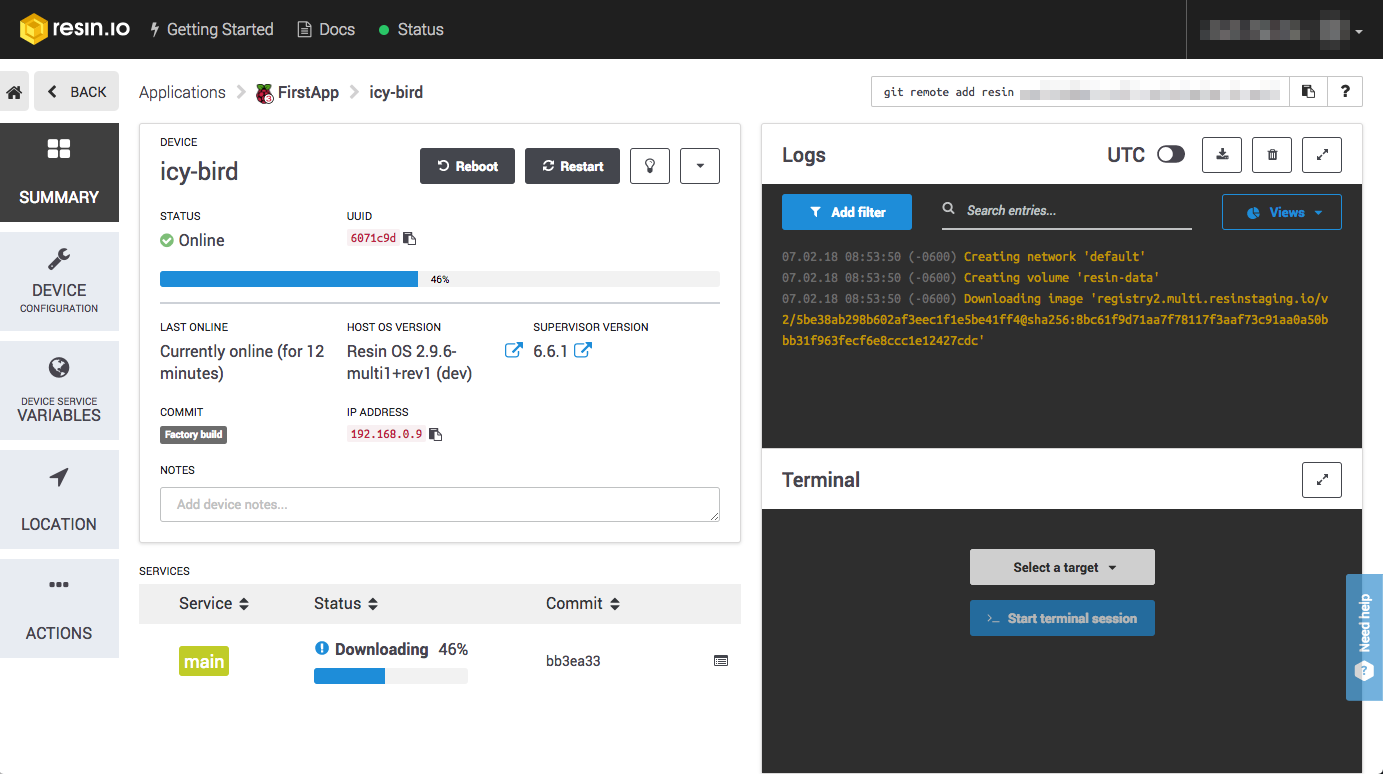 resin.io Getting Started Docs Status
BACK
Applications FirstApp icy-bird
git remote add resin
?
SUMMARY
DEVICE
CONFIGURATION
DEVICE SERVICE
VARIABLES
LOCATION
ACTIONS
DEVICE
icy-bird
Reboot Restart
STATUS UUID
Online 6071c9d
46%
LAST ONLINE HOST OS VERSION SUPERVISOR VERSION
Currently online (for 12 Resin OS 2.9.6- 6.6.1
minutes) multi1+rev1 (dev)
COMMIT IP ADDRESS
Factory build 192.168.0.9
NOTES
Add device notes...
SERVICES
Service Status Commit
main Downloading 46% bb3ea33
Logs UTC
Add filter Search entries... Views
07.02.18 08:53:50 (-0600) Creating network 'default'
07.02.18 08:53:50 (-0600) Creating volume 'resin-data'
07.02.18 08:53:50 (-0600) Downloading image 'registry2.multi.resinstaging.io/v
2/5be38ab298b602af3eec1f1e5be41ff4@sha256:8bc61f9d71aa7f78117f3aaf73c91aa0a50b
bb31f963fecf6e8ccc1e12427cdc'
Terminal
Select a target
Start terminal session
Need help
?